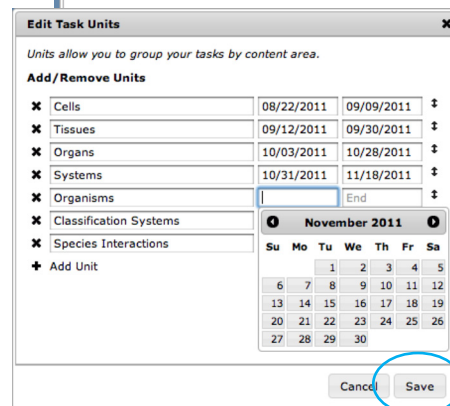 Edit Task Units ✖
Units allow you to group your tasks by content area.
Add/Remove Units
✖ Cells 08/22/2011 09/09/2011 ↕
✖ Tissues 09/12/2011 09/30/2011 ↕
✖ Organs 10/03/2011 10/28/2011 ↕
✖ Systems 10/31/2011 11/18/2011 ↕
✖ Organisms End ↕
✖ Classification Systems
✖ Species Interactions
✚ Add Unit
November 2011
Su Mo Tu We Th Fr Sa
1 2 3 4 5
6 7 8 9 10 11 12
13 14 15 16 17 18 19
20 21 22 23 24 25 26
27 28 29 30
Cancel Save